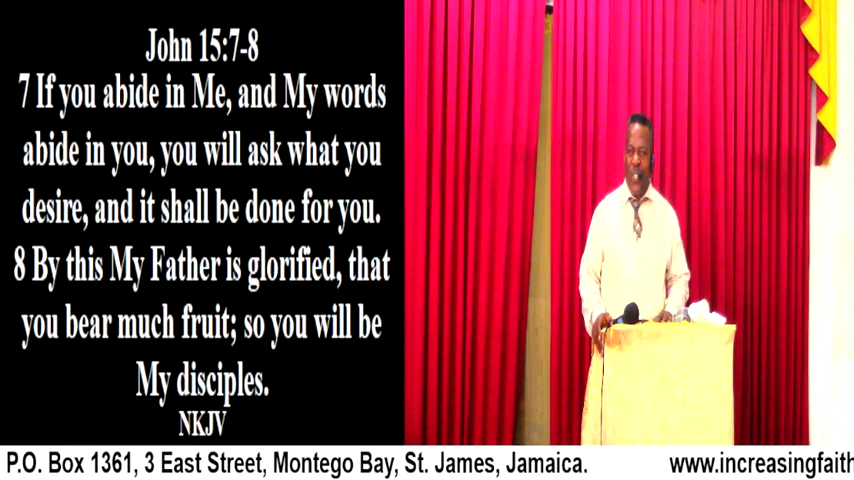 John 15:7-8
7 If you abide in Me, and My words
abide in you, you will ask what you
desire, and it shall be done for you.
8 By this My Father is glorified, that
you bear much fruit; so you will be
My disciples.
NKJV
P.O. Box 1361, 3 East Street, Montego Bay, St. James, Jamaica.
www.increasingfaith